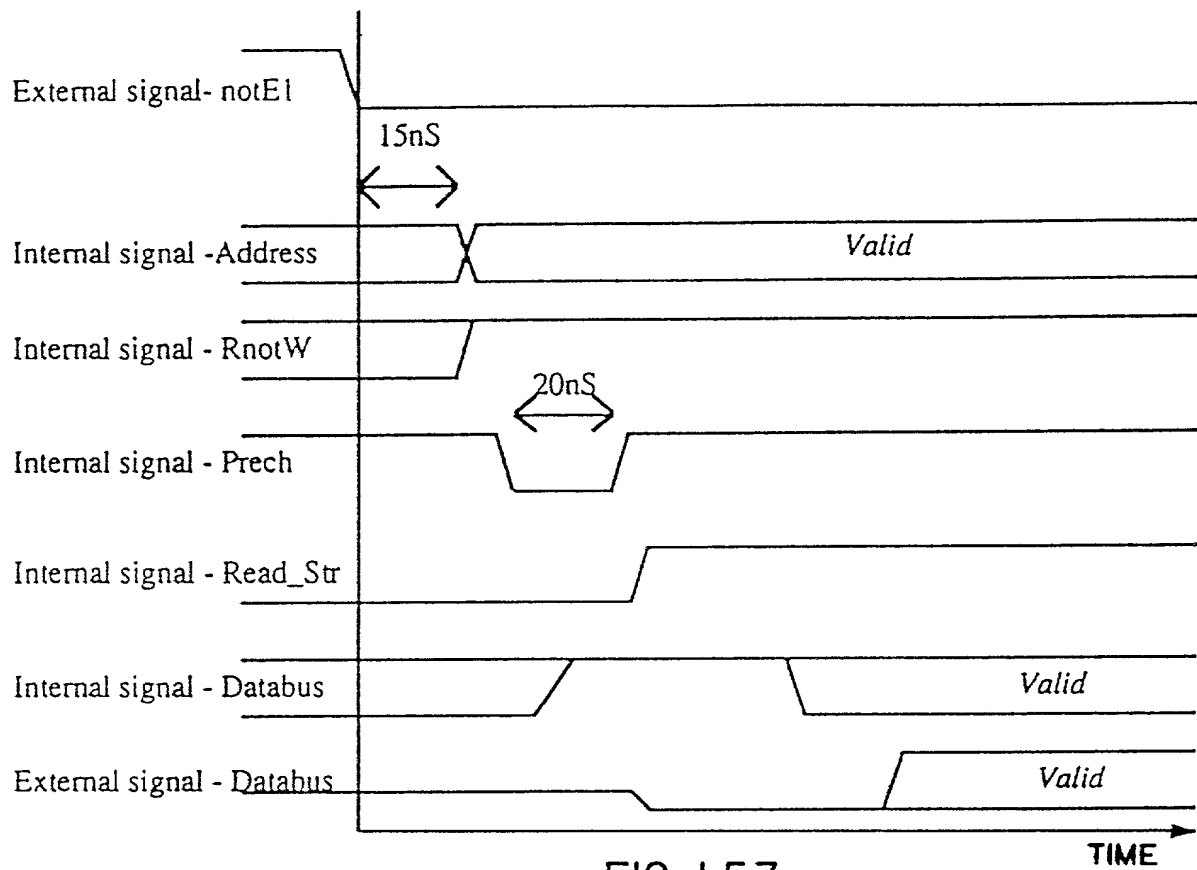 External signal- notE1
15nS
Internal signal -Address
Valid
Internal signal - RnotW
20nS
Internal signal - Prech
Internal signal - Read_Str
Internal signal - Databus
Valid
External signal - Databus
Valid
TIME